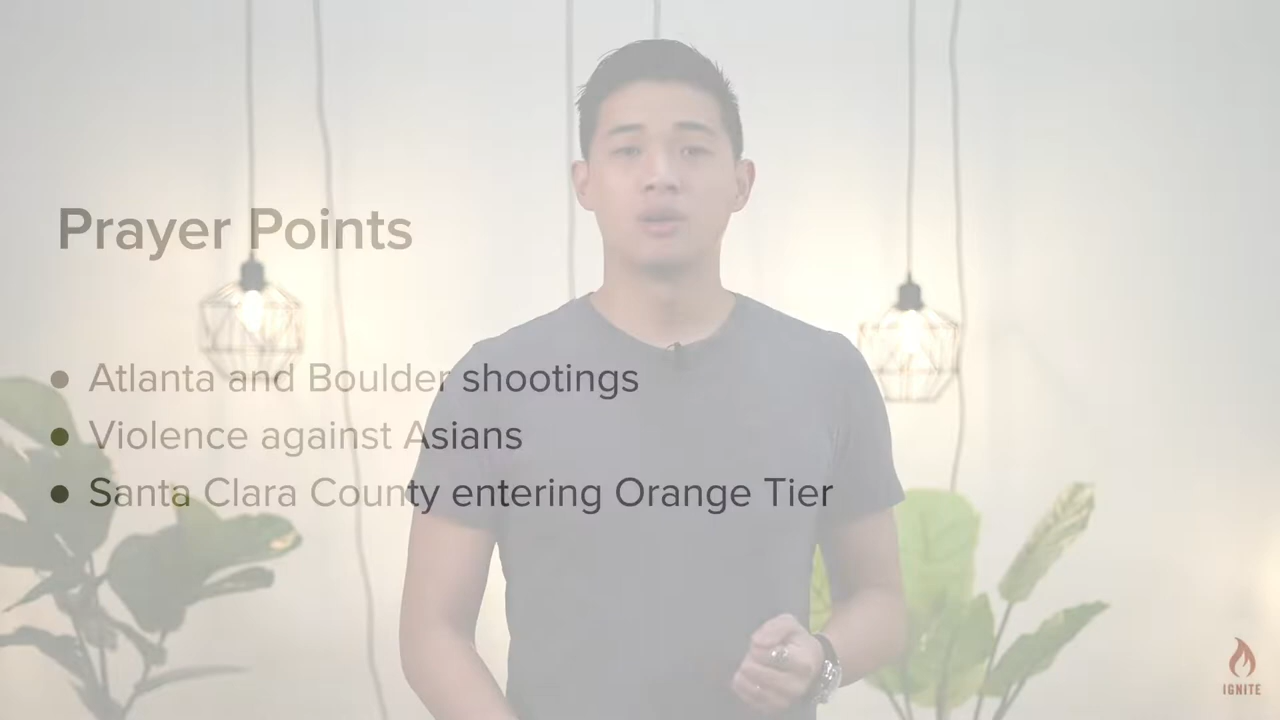 Prayer Points
Atlanta and Boulder shootings
Violence against Asians
Santa Clara County entering Orange Tier
IGNITE